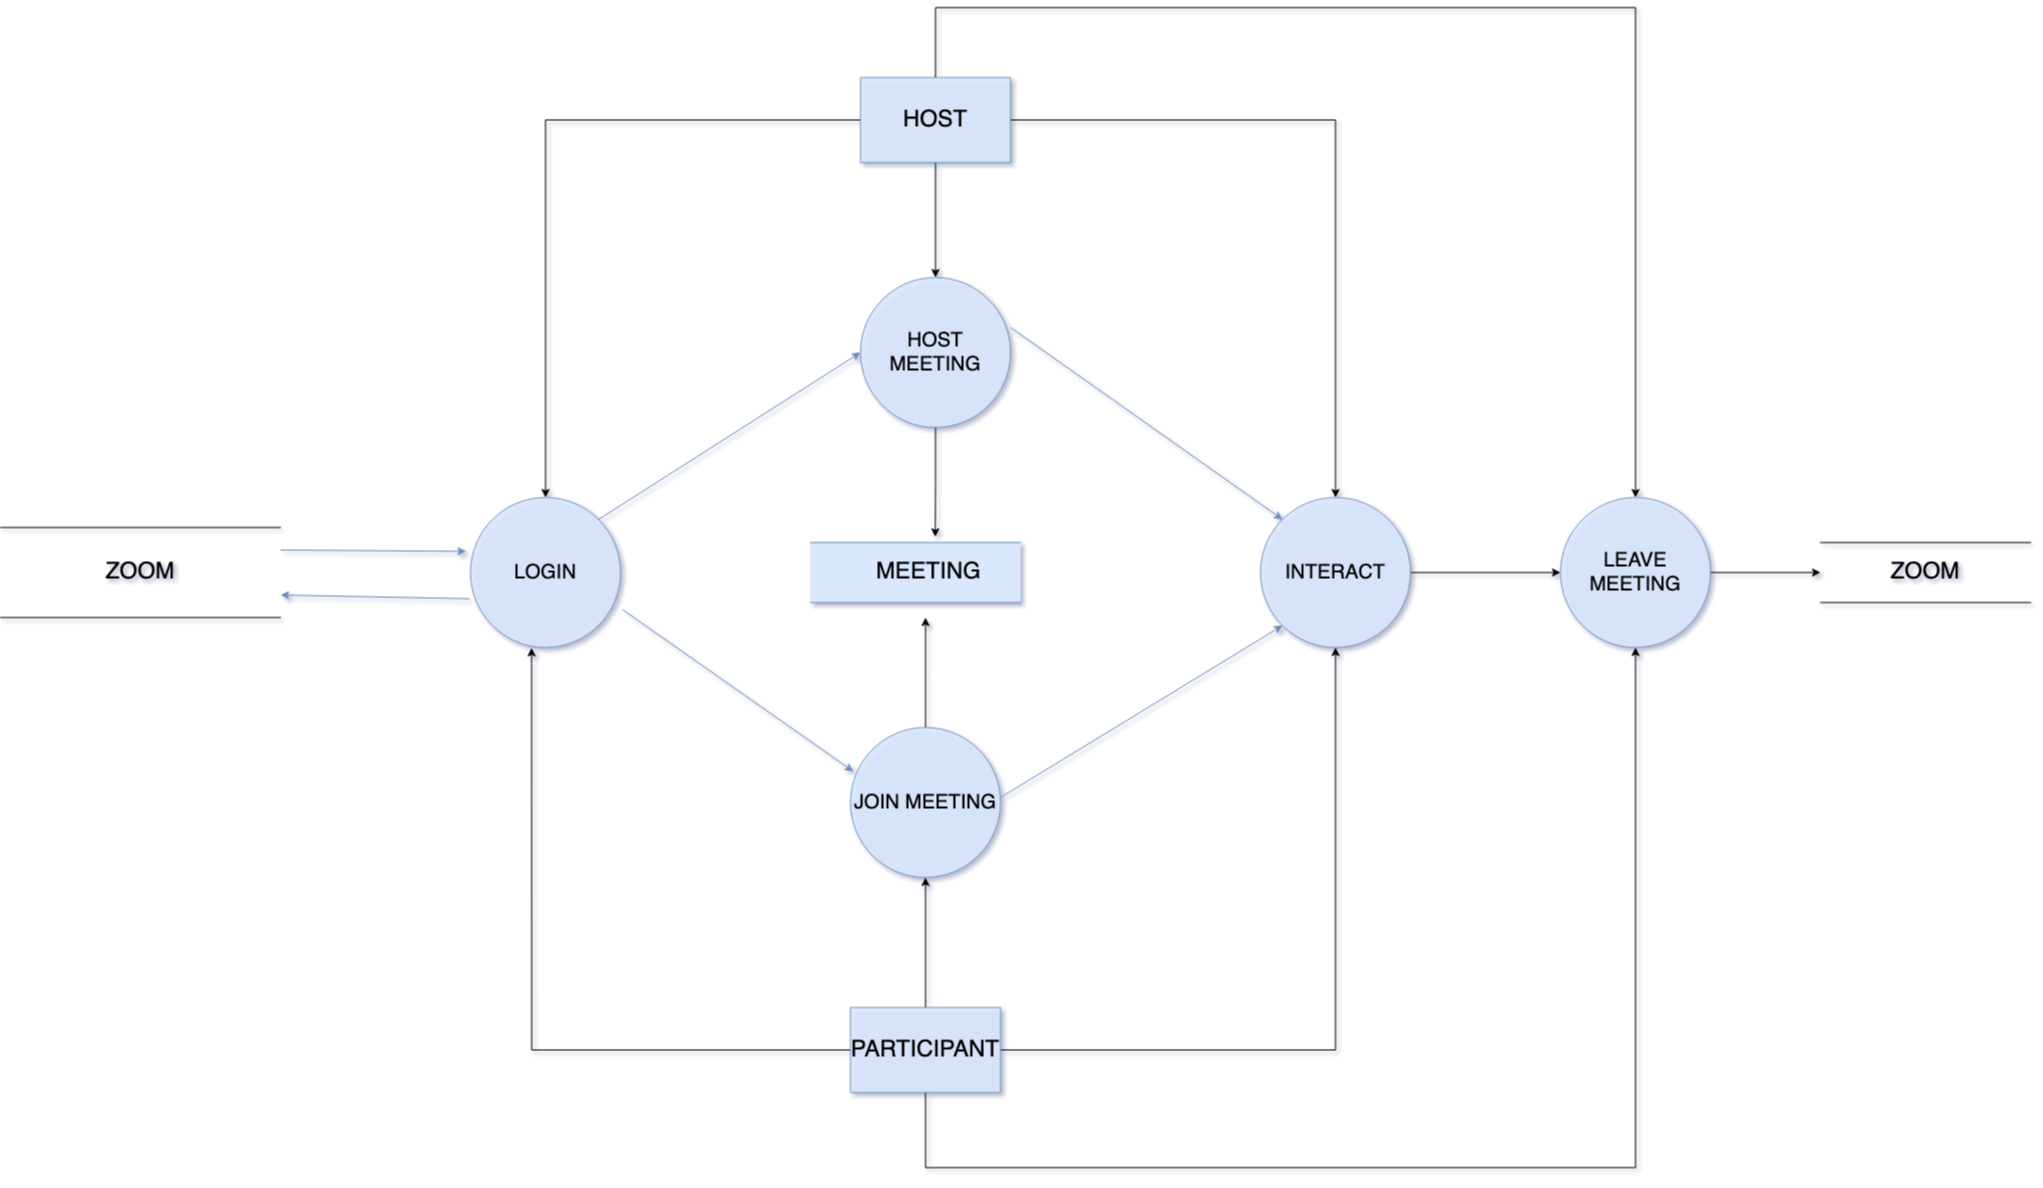 HOST
HOST
MEETING
ZOOM
LOGIN
MEETING
INTERACT
LEAVE
MEETING
ZOOM
JOIN MEETING
PARTICIPANT